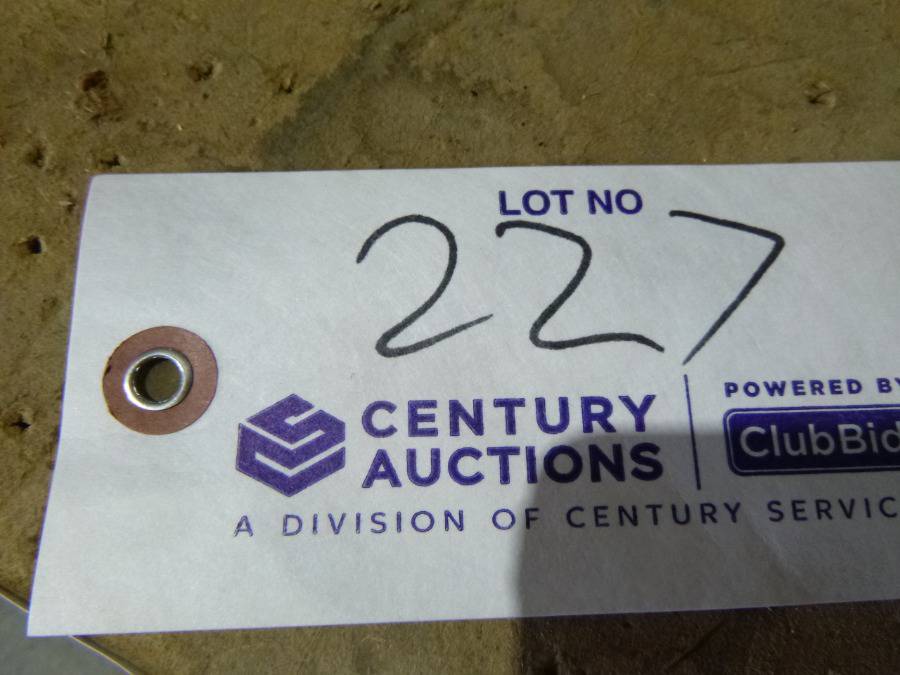 LOT NO
227
CENTURY
AUCTIONS
POWERED BY
ClubBid
A DIVISION OF CENTURY SERVIC